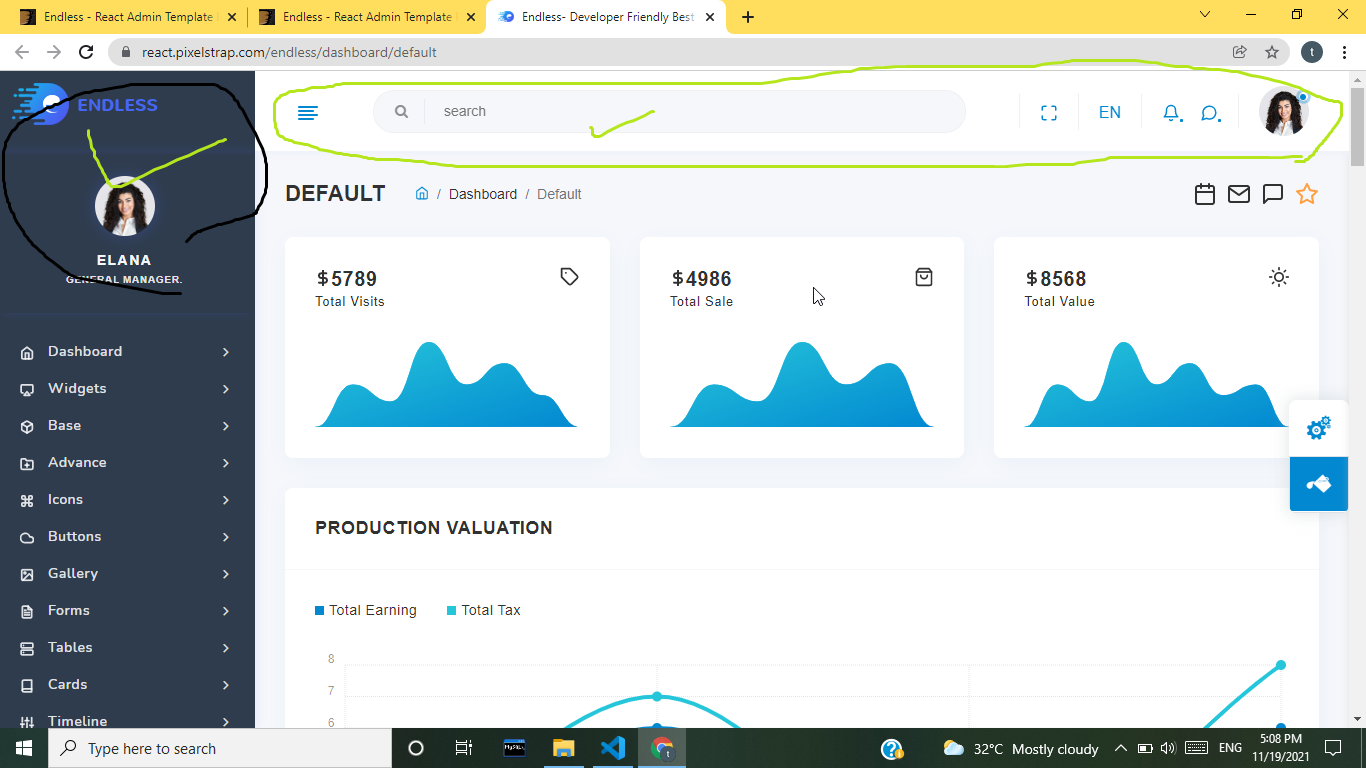 Endless - React Admin Template
Endless - React Admin Template
Endless- Developer Friendly Best
react.pixelstrap.com/endless/dashboard/default
t
ENDLESS
search
EN
ELANA
GENERAL MANAGER.
Dashboard
Widgets
Base
Advance
Icons
Buttons
Gallery
Forms
Tables
Cards
Timeline
DEFAULT
/ Dashboard / Default
$5789
Total Visits
$4986
Total Sale
$8568
Total Value
PRODUCTION VALUATION
Total Earning
Total Tax
8
7
6
Type here to search
MySQL
t
32°C Mostly cloudy
ENG
5:08 PM
11/19/2021